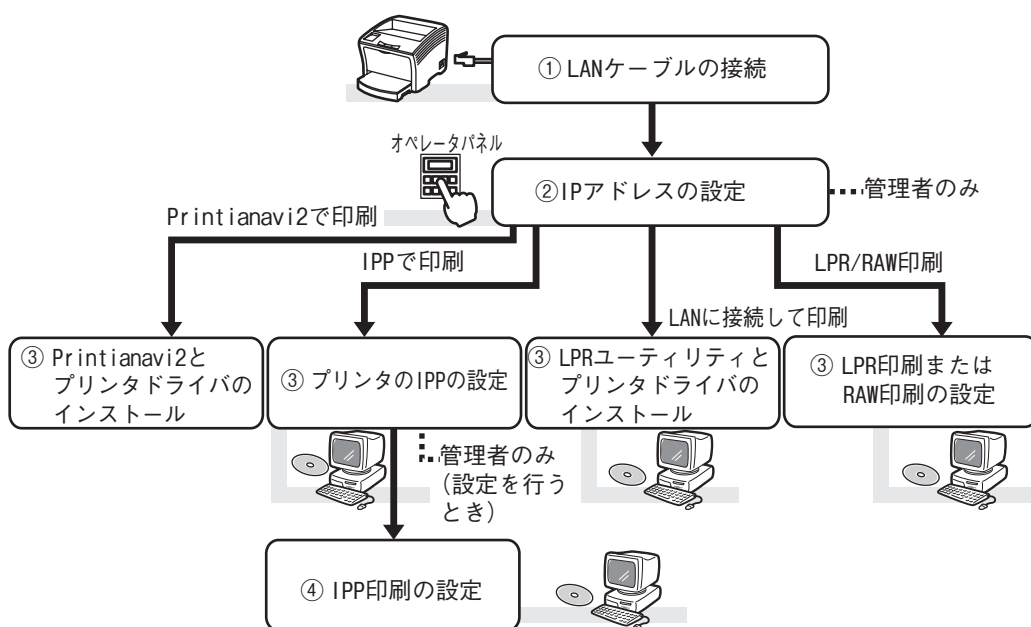 ① LANケーブルの接続
オペレータパネル
②IPアドレスの設定
管理者のみ
Printianavi2で印刷
IPPで印刷
LPR/RAW印刷
LANに接続して印刷
③ Printianavi2と
プリンタドライバの
インストール
③ プリンタのIPPの設定
③ LPRユーティリティと
プリンタドライバの
インストール
③ LPR印刷または
RAW印刷の設定
管理者のみ
(設定を行う
とき)
④ IPP印刷の設定